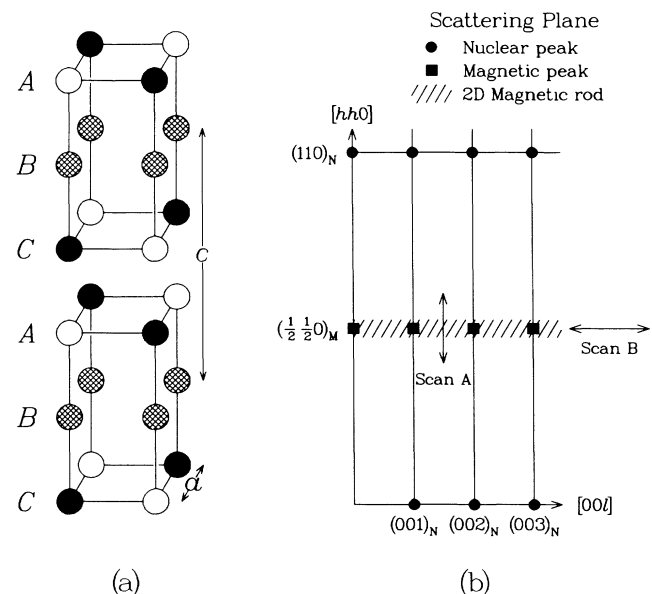 A
B
C
A
B
C
c
a
(a)
Scattering Plane
Nuclear peak
Magnetic peak
2D Magnetic rod
[hh0]
(110)N
(½ ½ 0)M
Scan A
Scan B
[00l]
(001)N (002)N (003)N
(b)